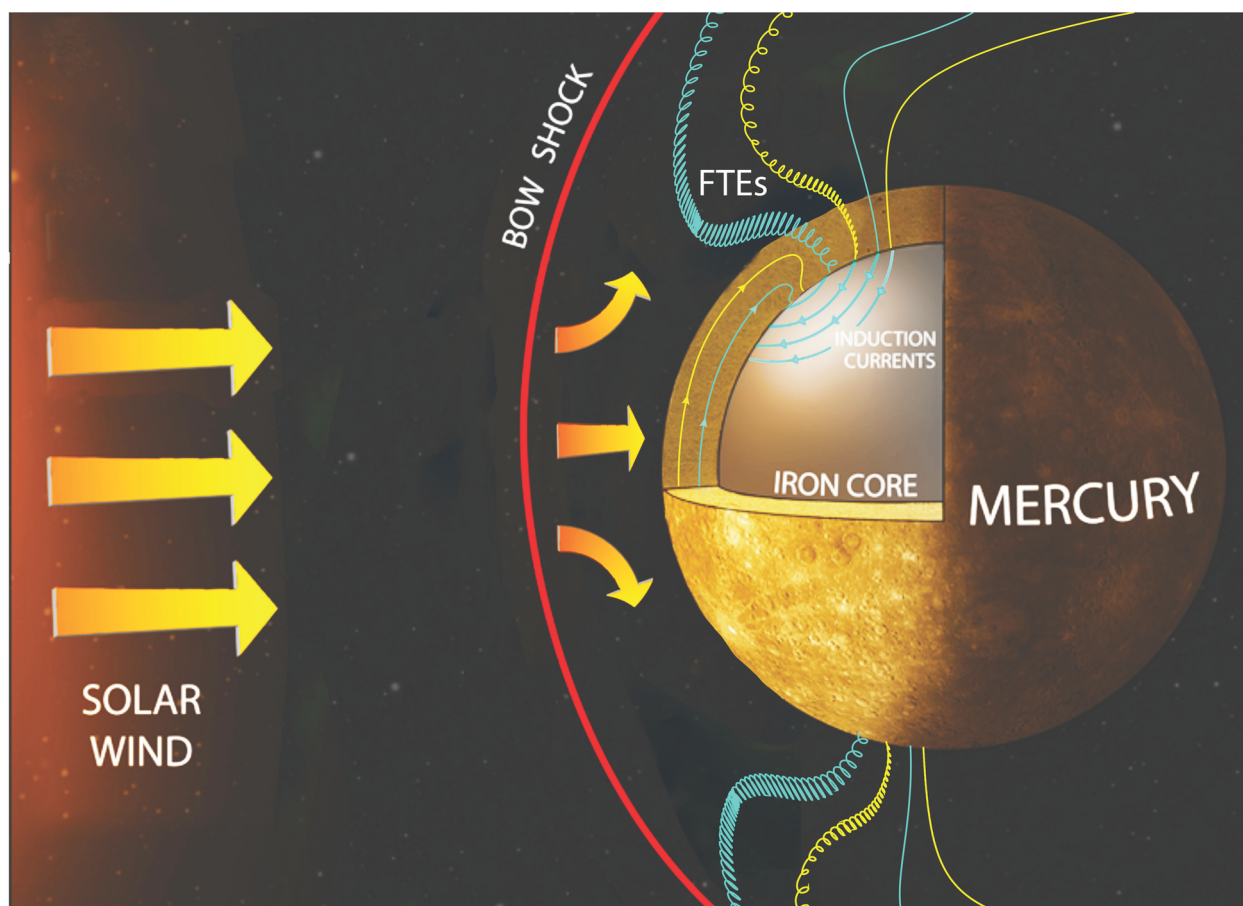 BOW SHOCK
FTEs
INDUCTION
CURRENTS
IRON CORE
MERCURY
SOLAR
WIND